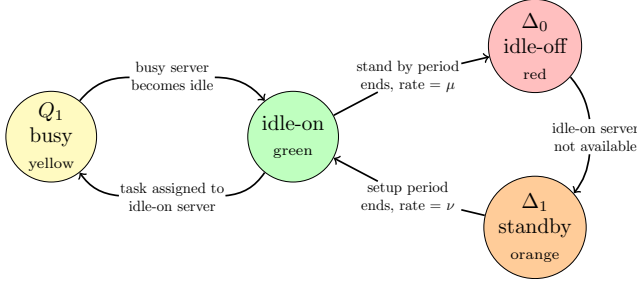 Q₁
busy
yellow
busy server
becomes idle
task assigned to
idle-on server
idle-on
green
stand by period
ends, rate = μ
setup period
ends, rate = ν
Δ₀
idle-off
red
idle-on server
not available
Δ₁
standby
orange